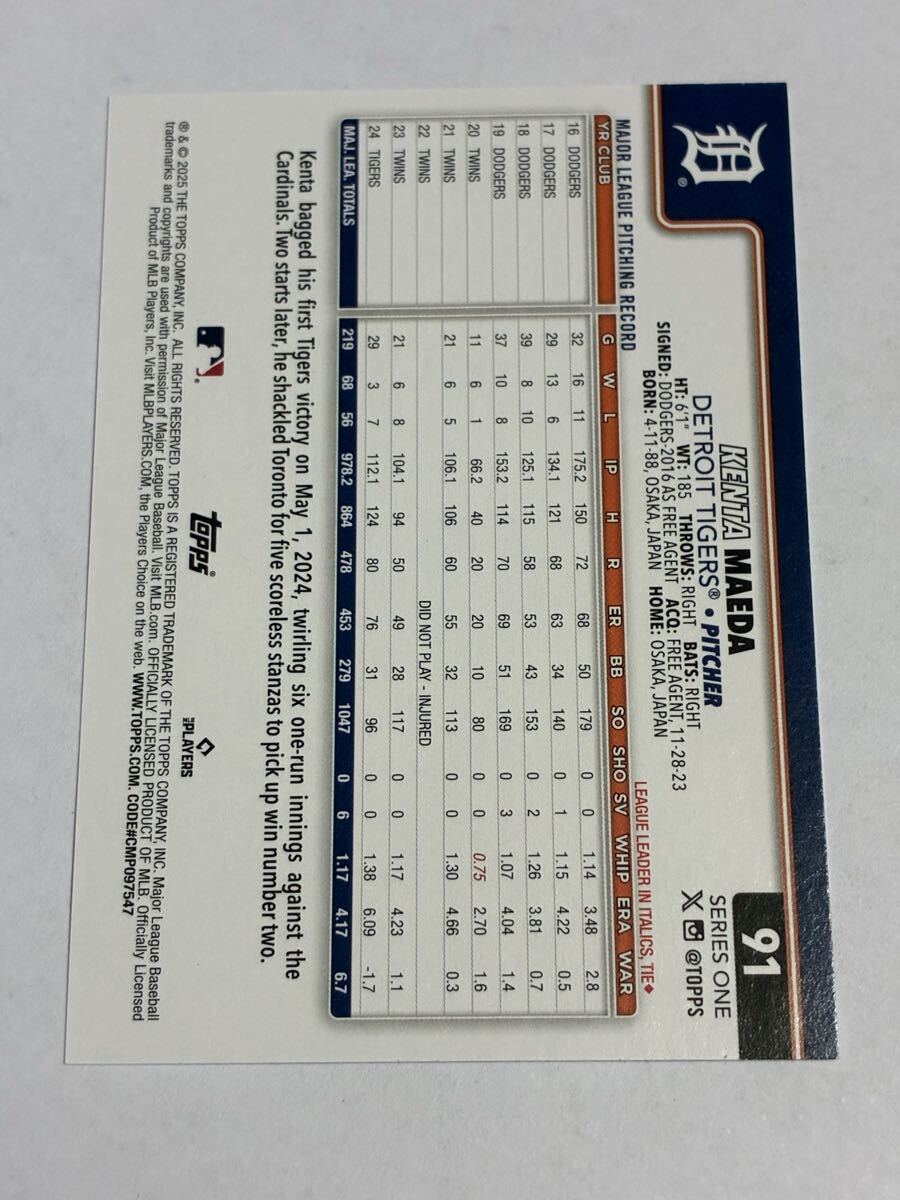 91
SERIES ONE
X @TOPPS
D ®
KENTA MAEDA
DETROIT TIGERS® • PITCHER
HT: 6'1" WT: 185 THROWS: RIGHT BATS: RIGHT
SIGNED: DODGERS-2016 AS FREE AGENT ACQ: FREE AGENT, 11-28-23
BORN: 4-11-88, OSAKA, JAPAN HOME: OSAKA, JAPAN
MAJOR LEAGUE PITCHING RECORD LEAGUE LEADER IN ITALICS, TIE♦
YR CLUB G W L IP H R ER BB SO SHO SV WHIP ERA WAR
16 DODGERS 32 16 11 175.2 150 72 68 50 179 0 0 1.14 3.48 2.8
17 DODGERS 29 13 6 134.1 121 68 63 34 140 0 1 1.15 4.22 0.5
18 DODGERS 39 8 10 125.1 115 58 53 43 153 0 2 1.26 3.81 0.7
19 DODGERS 37 10 8 153.2 114 70 69 51 169 0 3 1.07 4.04 1.4
20 TWINS 11 6 1 66.2 40 20 20 10 80 0 0 0.75 2.70 1.6
21 TWINS 21 6 5 106.1 106 60 55 32 113 0 0 1.30 4.66 0.3
22 TWINS DID NOT PLAY - INJURED
23 TWINS 21 6 8 104.1 94 50 49 28 117 0 0 1.17 4.23 1.1
24 TIGERS 29 3 7 112.1 124 80 76 31 96 0 0 1.38 6.09 -1.7
MAJ. LEA. TOTALS 219 68 56 978.2 864 478 453 279 1047 0 6 1.17 4.17 6.7
Kenta bagged his first Tigers victory on May 1, 2024, twirling six one-run innings against the
Cardinals. Two starts later, he shackled Toronto for five scoreless stanzas to pick up win number two.
topps®
MLB PLAYERS
® & © 2025 THE TOPPS COMPANY, INC. ALL RIGHTS RESERVED. TOPPS IS A REGISTERED TRADEMARK OF THE TOPPS COMPANY, INC. Major League Baseball
trademarks and copyrights are used with permission of Major League Baseball. Visit MLB.com. OFFICIALLY LICENSED PRODUCT OF MLB. Officially Licensed
Product of MLB Players, Inc. Visit MLBPLAYERS.COM, the Players Choice on the web. WWW.TOPPS.COM. CODE#CMP097547